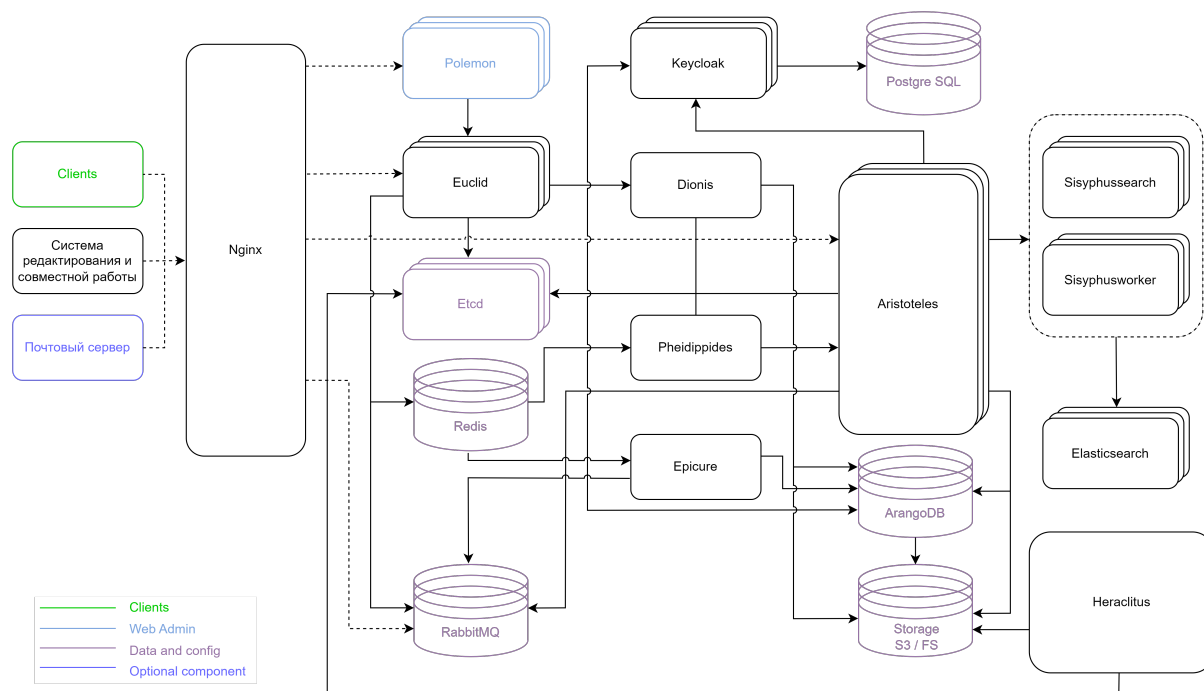 Polemon
Keycloak
Postgre SQL
Clients
Euclid
Dionis
Sisyphussearch
Система
редактирования и
совместной работы
Nginx
Sisyphusworker
Etcd
Aristoteles
Почтовый сервер
Pheidippides
Redis
Epicure
Elasticsearch
ArangoDB
Heraclitus
RabbitMQ
Storage
S3 / FS
Clients
Web Admin
Data and config
Optional component